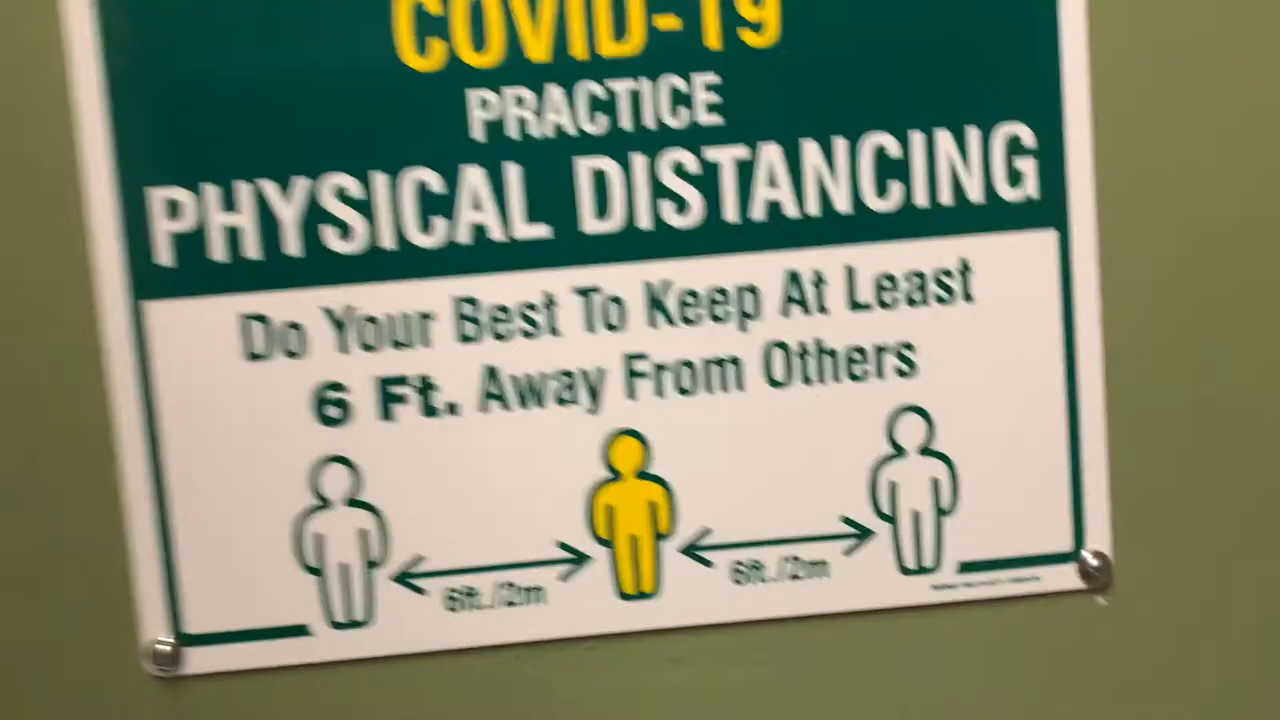 COVID-19
PRACTICE
PHYSICAL DISTANCING
Do Your Best To Keep At Least
6 Ft. Away From Others
6ft./2m
6ft./2m